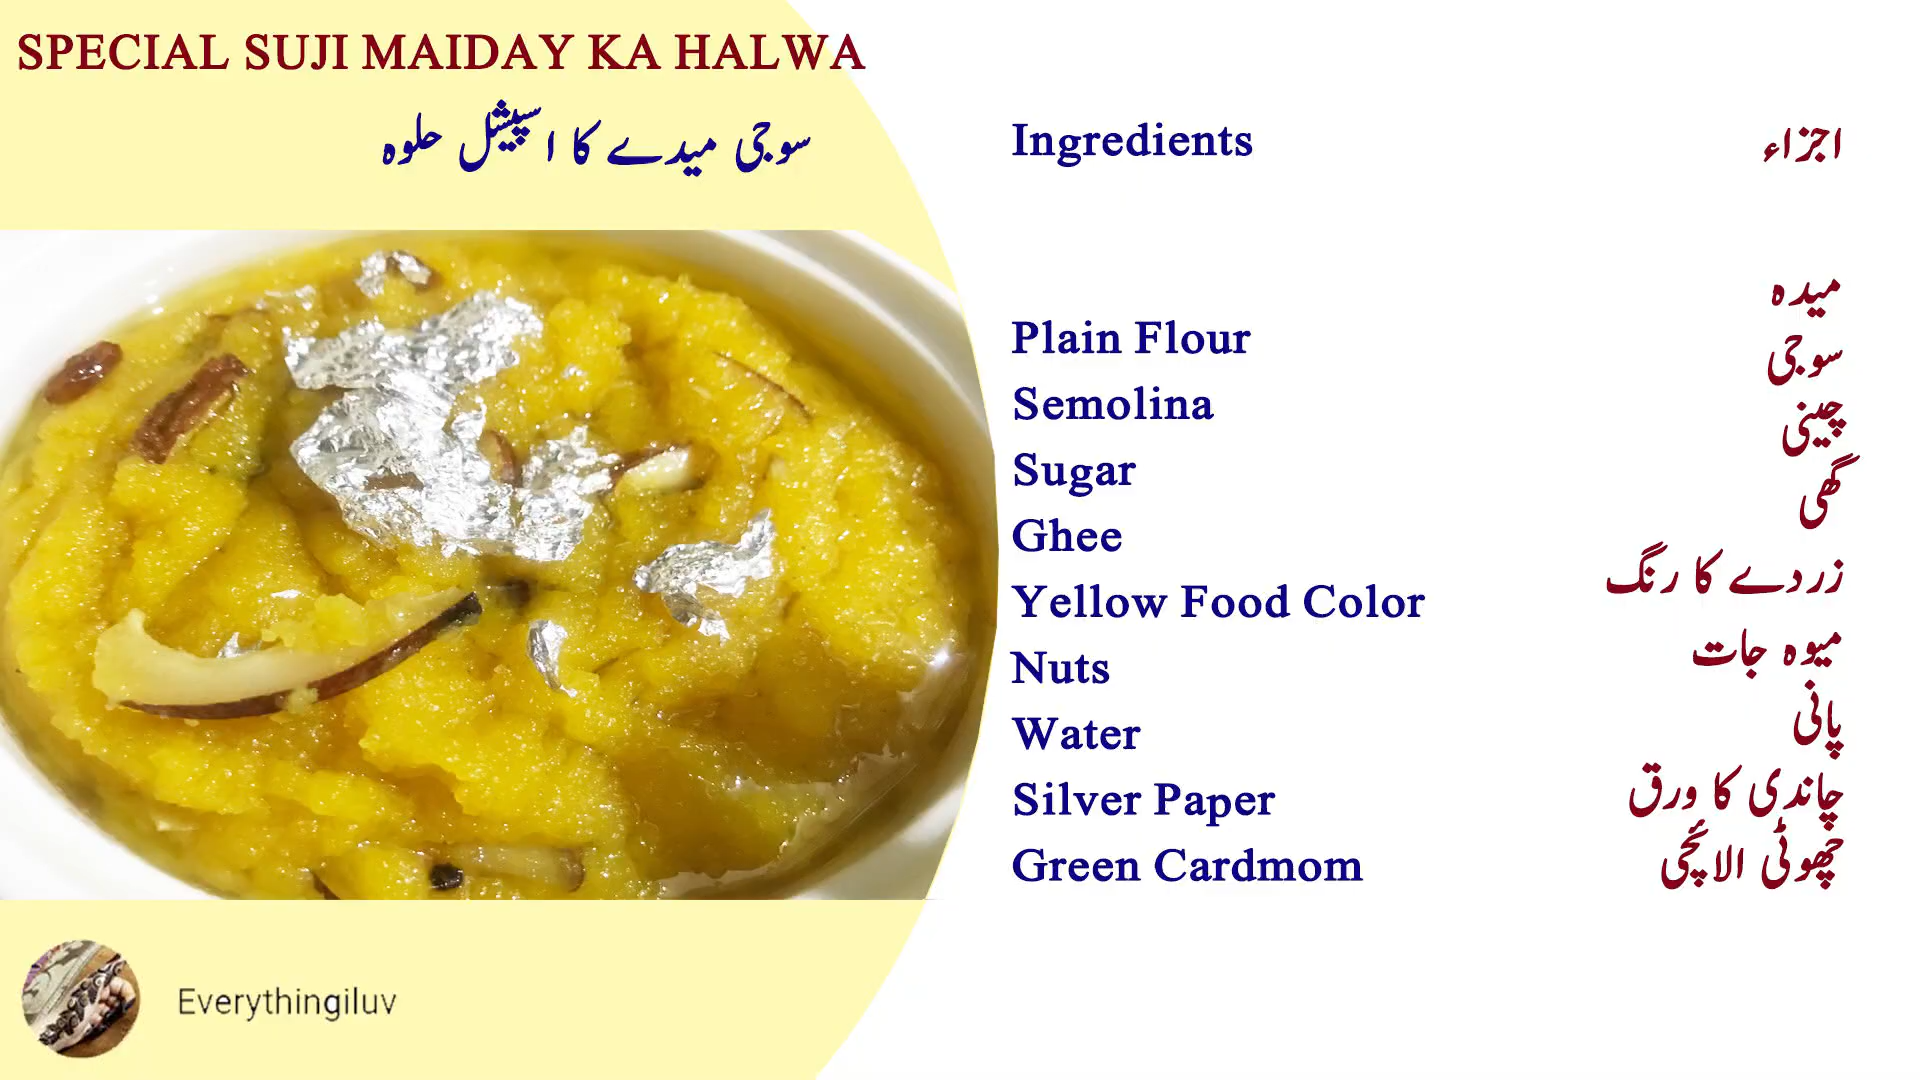 SPECIAL SUJI MAIDAY KA HALWA
سوجی میدے کا اسپیشل حلوہ
Ingredients
اجزاء
Plain Flour
Semolina
Sugar
Ghee
Yellow Food Color
Nuts
Water
Silver Paper
Green Cardmom
میدہ
سوجی
چینی
گھی
زردے کا رنگ
میوہ جات
پانی
چاندی کا ورق
چھوٹی الائچی
Everythingiluv